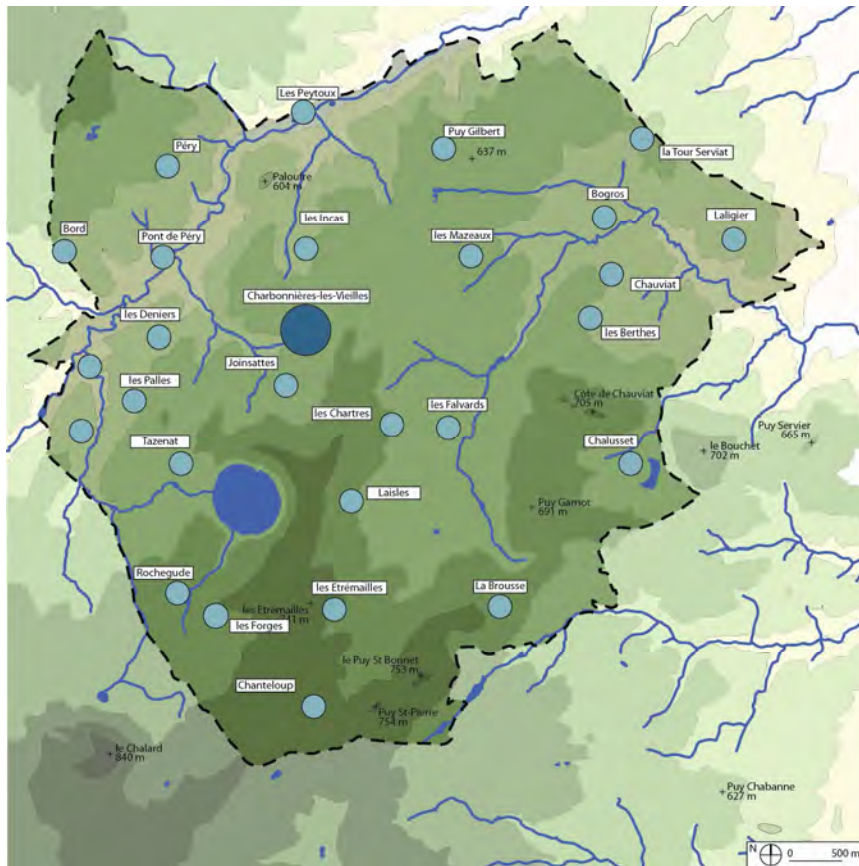 Les Peytoux
Puy Gilbert
637 m
la Tour Serviat
Péry
Paloutre
604 m
Bogros
les Incas
Laligier
Bord
Pont de Péry
les Mazeaux
Chauviat
Charbonnières-les-Vieilles
les Deniers
les Berthes
Joinsattes
les Palles
Côte de Chauviat
705 m
les Chartres
les Falvards
Puy Servier
665 m
Tazenat
Chalusset
le Bouchet
702 m
Laisles
Puy Gamot
691 m
Rochegude
les Etrémailles
La Brousse
les Etremailles
les Forges
le Puy St Bonnet
753 m
Chanteloup
Puy St-Pierre
754 m
le Chalard
840 m
Puy Chabanne
627 m
N
0 500 m